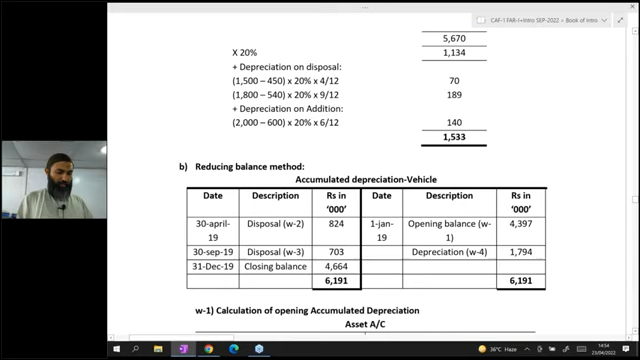 CAF-1 FAR-I+Intro SEP-2022 > Book of intro
5,670
X 20% 1,134
+ Depreciation on disposal:
(1,500 – 450) x 20% x 4/12 70
(1,800 – 540) x 20% x 9/12 189
+ Depreciation on Addition:
(2,000 – 600) x 20% x 6/12 140
1,533
b) Reducing balance method:
Accumulated depreciation-Vehicle
Date Description Rs in ‘000’ Date Description Rs in ‘000’
30-april-19 Disposal (w-2) 824 1-jan-19 Opening balance (w-1) 4,397
30-sep-19 Disposal (w-3) 703 Depreciation (w-4) 1,794
31-Dec-19 Closing balance 4,664
6,191 6,191
w-1) Calculation of opening Accumulated Depreciation
Asset A/C
36°C Haze
14:54
23/04/2022